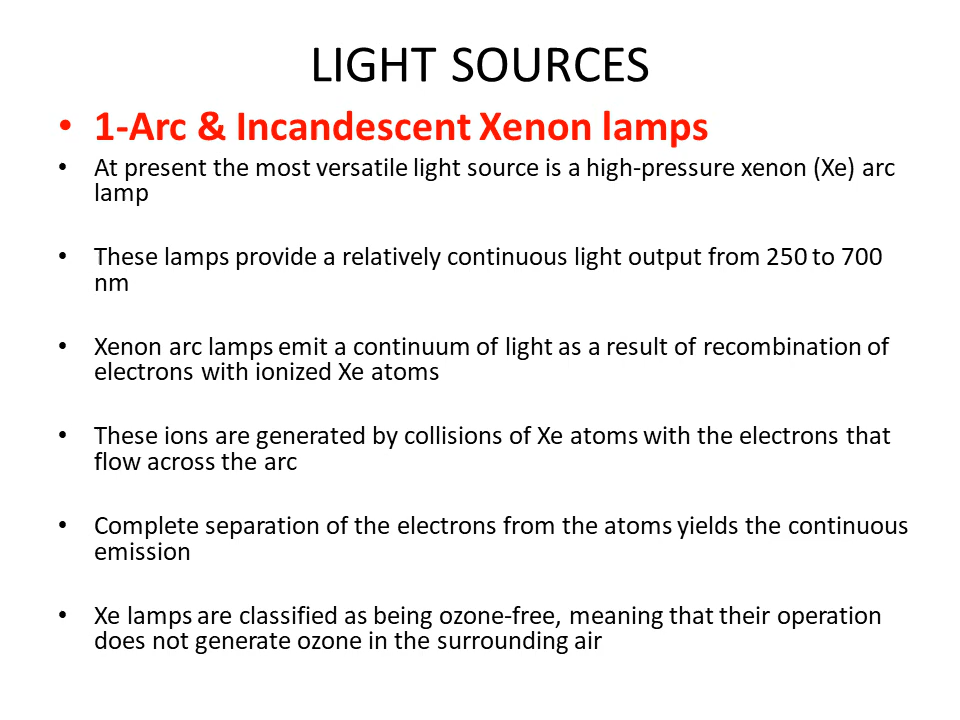 LIGHT SOURCES
• 1-Arc & Incandescent Xenon lamps
• At present the most versatile light source is a high-pressure xenon (Xe) arc
lamp
• These lamps provide a relatively continuous light output from 250 to 700
nm
• Xenon arc lamps emit a continuum of light as a result of recombination of
electrons with ionized Xe atoms
• These ions are generated by collisions of Xe atoms with the electrons that
flow across the arc
• Complete separation of the electrons from the atoms yields the continuous
emission
• Xe lamps are classified as being ozone-free, meaning that their operation
does not generate ozone in the surrounding air